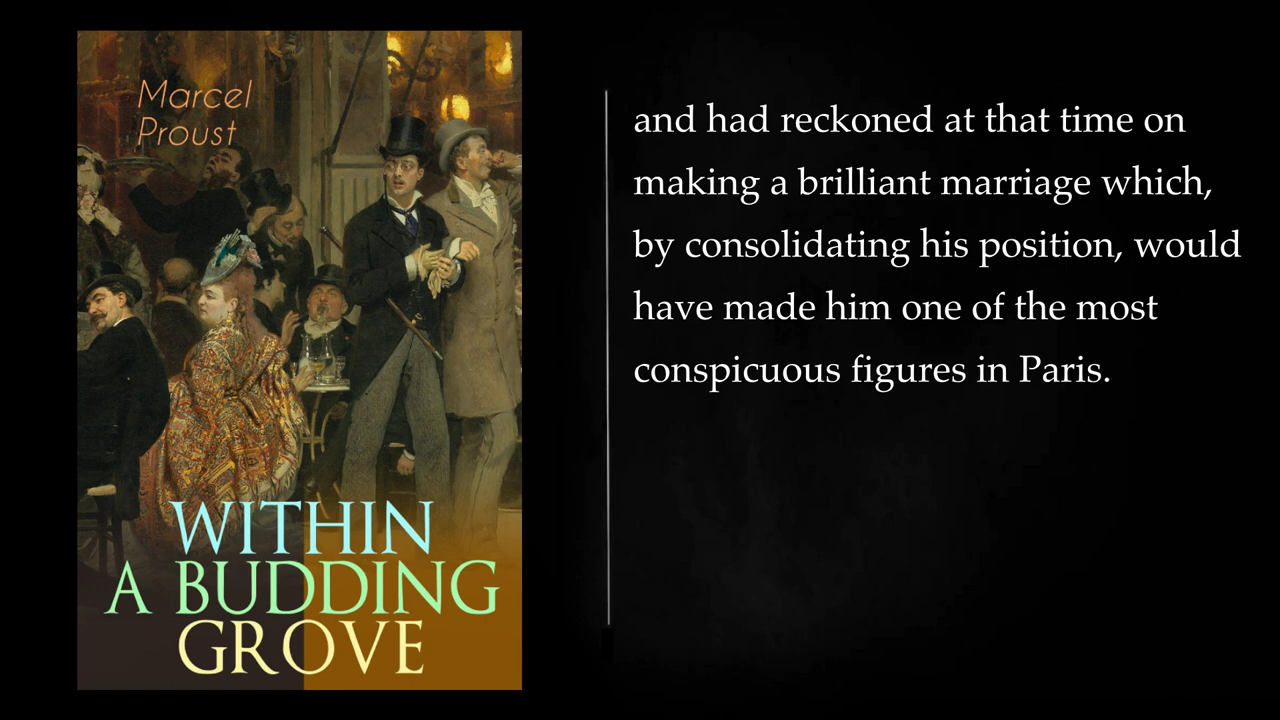 Marcel
Proust
WITHIN
A BUDDING
GROVE
and had reckoned at that time on
making a brilliant marriage which,
by consolidating his position, would
have made him one of the most
conspicuous figures in Paris.